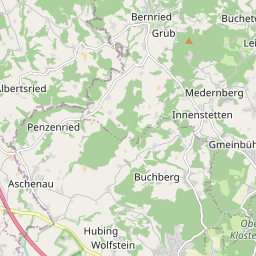 Bernried
Grub
Buchetw
Lei
Albertsried
Medernberg
Innenstetten
Penzenried
Gmeinbüh
Aschenau
Buchberg
Hubing
Wolfstein
Obe
Kloste